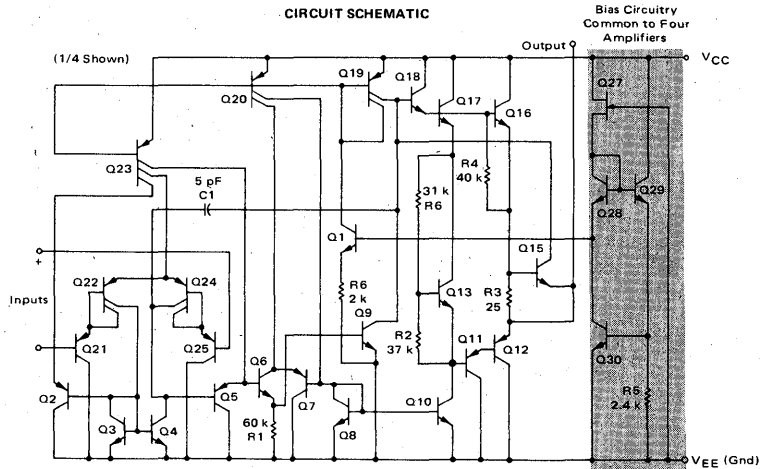 CIRCUIT SCHEMATIC
Bias Circuitry
Common to Four
Amplifiers
(1/4 Shown)
Output
VCC
Q19
Q18
Q17
Q16
Q27
Q20
Q23
5 pF
C1
31 k
R6
R4
40 k
Q28
Q29
Q1
Q15
+
Inputs
Q22
Q24
R6
2 k
Q9
Q13
R3
25
Q21
Q25
R2
37 k
Q11
Q12
Q30
Q2
Q5
Q6
Q7
Q10
R5
2.4 k
Q3
Q4
60 k
R1
Q8
VEE (Gnd)